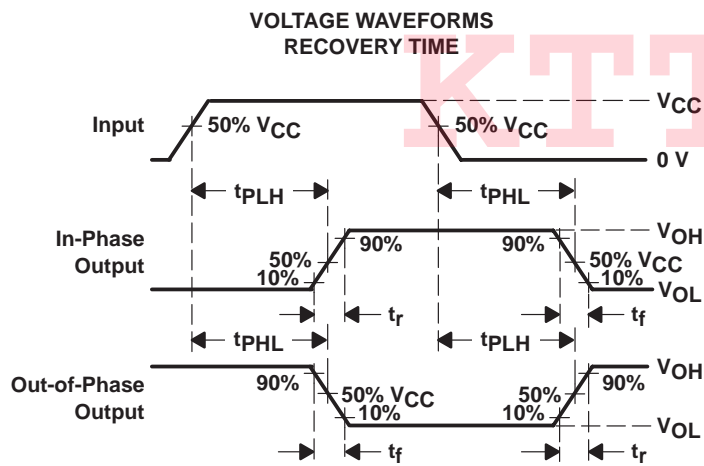 VOLTAGE WAVEFORMS
RECOVERY TIME
KTT
Input
50% VCC
50% VCC
VCC
0 V
tPLH
tPHL
In-Phase
Output
90%
50%
10%
90%
50% VCC
10%
VOH
VOL
tr
tf
tPHL
tPLH
Out-of-Phase
Output
90%
50% VCC
10%
90%
50%
10%
VOH
VOL
tf
tr